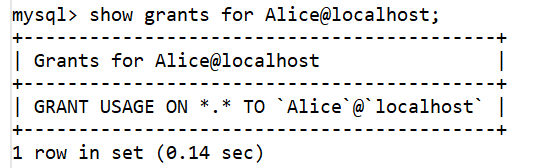 mysql> show grants for Alice@localhost;
+-------------------------------------------+
| Grants for Alice@localhost                |
+-------------------------------------------+
| GRANT USAGE ON *.* TO `Alice`@`localhost` |
+-------------------------------------------+
1 row in set (0.14 sec)